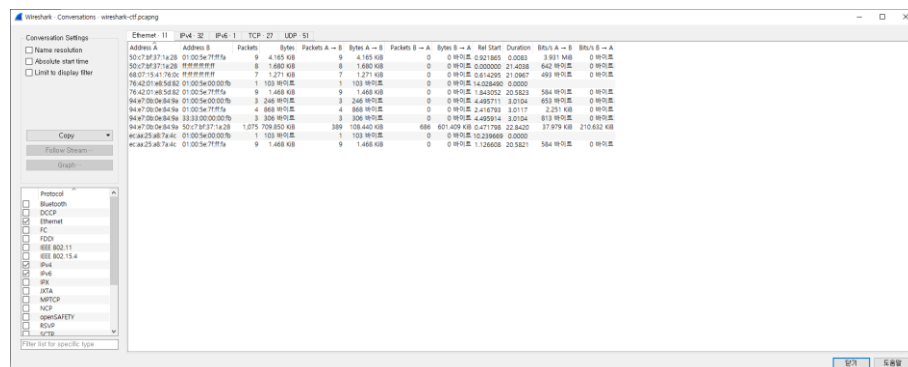 Wireshark · Conversations · wireshark-ctf.pcapng
Conversation Settings
Name resolution
Absolute start time
Limit to display filter
Copy
Follow Stream...
Graph...
Protocol
Bluetooth
DCCP
Ethernet
FC
FDDI
IEEE 802.11
IEEE 802.15.4
IPv4
IPv6
IPX
JXTA
MPTCP
NCP
openSAFETY
RSVP
SCTP
Filter list for specific type
Ethernet · 11 IPv4 · 32 IPv6 · 1 TCP · 27 UDP · 51
Address A Address B Packets Bytes Packets A → B Bytes A → B Packets B → A Bytes B → A Rel Start Duration Bits/s A → B Bits/s B → A
50:c7:bf:37:1a:28 01:00:5e:7f:ff:fa 9 4.165 KiB 9 4.165 KiB 0 0 바이트 0.921865 0.0083 3.931 MiB 0 바이트
50:c7:bf:37:1a:28 ff:ff:ff:ff:ff:ff 8 1.680 KiB 8 1.680 KiB 0 0 바이트 0.000000 21.4038 642 바이트 0 바이트
68:07:15:41:76:0c ff:ff:ff:ff:ff:ff 7 1.271 KiB 7 1.271 KiB 0 0 바이트 0.614295 21.0967 493 바이트 0 바이트
76:42:01:e8:5d:82 01:00:5e:00:00:fb 1 103 바이트 1 103 바이트 0 0 바이트 14.028490 0.0000
76:42:01:e8:5d:82 01:00:5e:7f:ff:fa 9 1.468 KiB 9 1.468 KiB 0 0 바이트 1.843052 20.5823 584 바이트 0 바이트
94:e7:0b:0e:84:9a 01:00:5e:00:00:fb 3 246 바이트 3 246 바이트 0 0 바이트 4.495711 3.0104 653 바이트 0 바이트
94:e7:0b:0e:84:9a 01:00:5e:7f:ff:fa 4 868 바이트 4 868 바이트 0 0 바이트 2.416793 3.0117 2.251 KiB 0 바이트
94:e7:0b:0e:84:9a 33:33:00:00:00:fb 3 306 바이트 3 306 바이트 0 0 바이트 4.495914 3.0104 813 바이트 0 바이트
94:e7:0b:0e:84:9a 50:c7:bf:37:1a:28 1,075 709.850 KiB 389 108.440 KiB 686 601.409 KiB 0.471798 22.8420 37.979 KiB 210.632 KiB
ec:aa:25:a8:7a:4c 01:00:5e:00:00:fb 1 103 바이트 1 103 바이트 0 0 바이트 10.239669 0.0000
ec:aa:25:a8:7a:4c 01:00:5e:7f:ff:fa 9 1.468 KiB 9 1.468 KiB 0 0 바이트 1.126608 20.5821 584 바이트 0 바이트
닫기 도움말